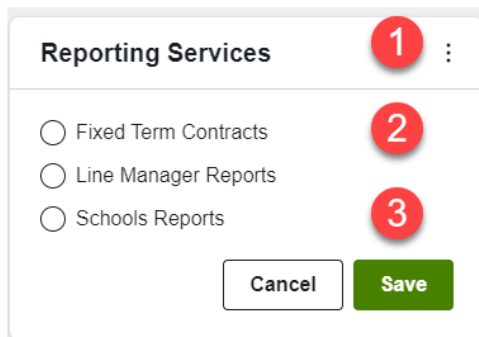 Reporting Services 1
Fixed Term Contracts 2
Line Manager Reports
Schools Reports 3
Cancel Save